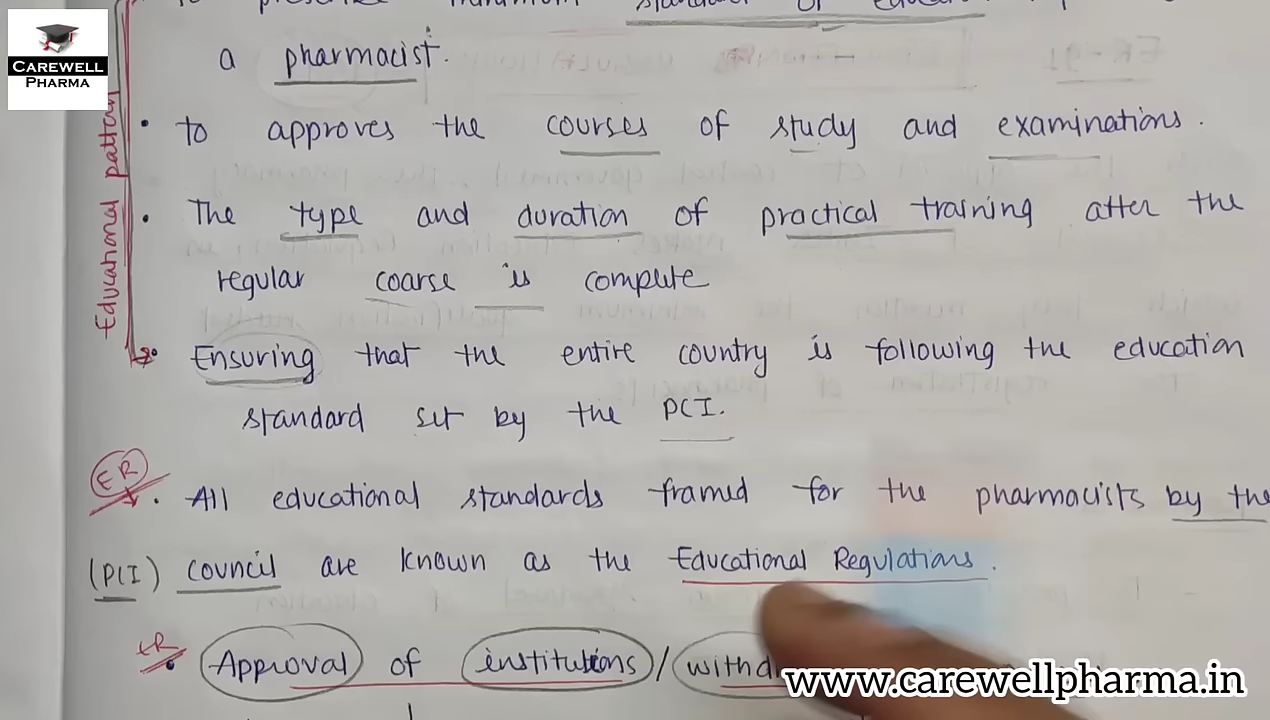 CAREWELL
PHARMA
Educational pattern
standard of
a pharmacist.
• to approves the courses of study and examinations.
• The type and duration of practical training after the
regular coarse is complete
• Ensuring that the entire country is following the education
standard set by the PCI.
ER
• All educational standards framed for the pharmacists by the
(PCI) council are known as the Educational Regulations.
ER
• Approval of institutions /
www.carewellpharma.in